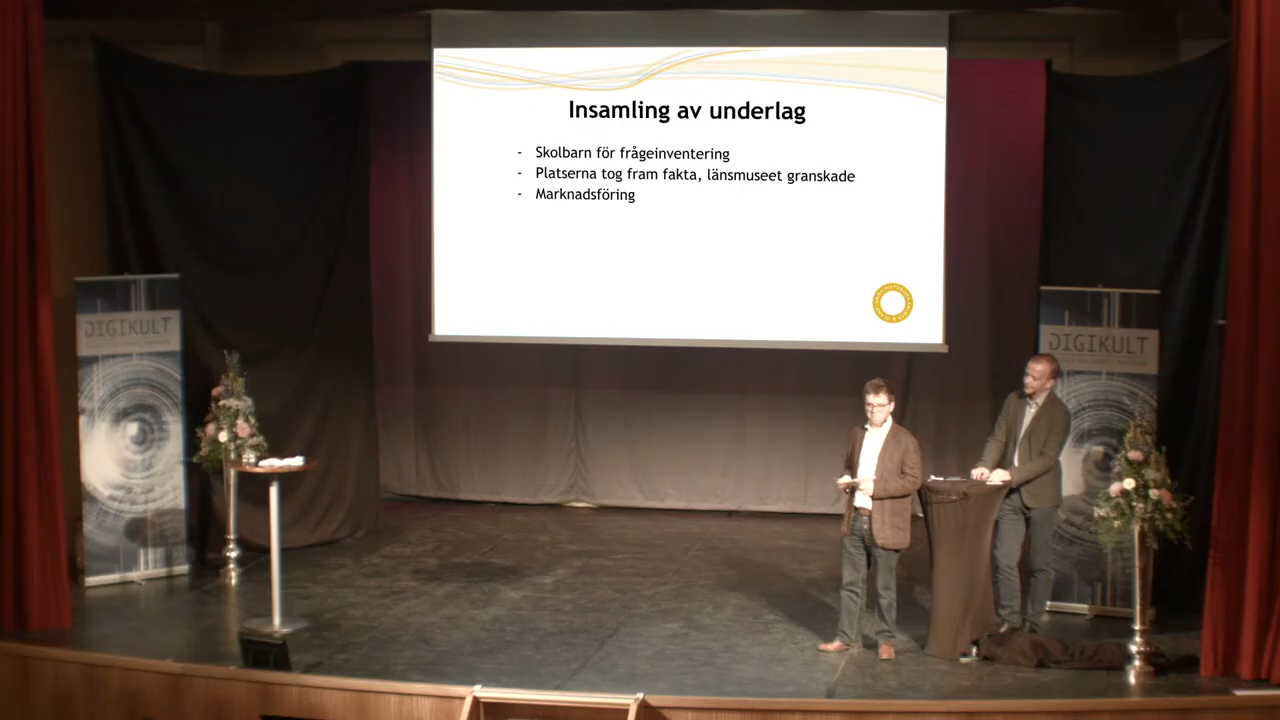 Insamling av underlag
- Skolbarn för frågeinventering
- Platserna tog fram fakta, länsmuseet granskade
- Marknadsföring
DIGIKULT
DIGIKULT